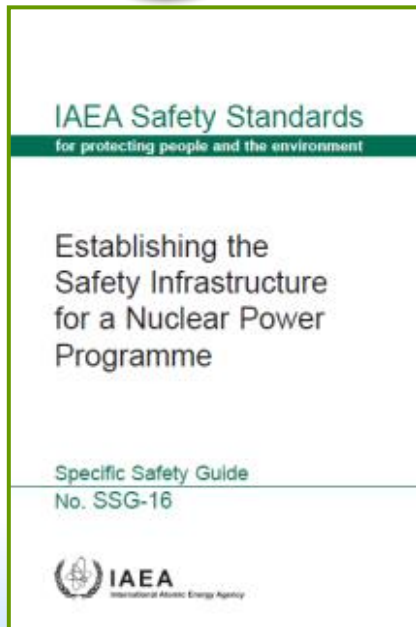 IAEA Safety Standards
for protecting people and the environment
Establishing the
Safety Infrastructure
for a Nuclear Power
Programme
Specific Safety Guide
No. SSG-16
IAEA
International Atomic Energy Agency